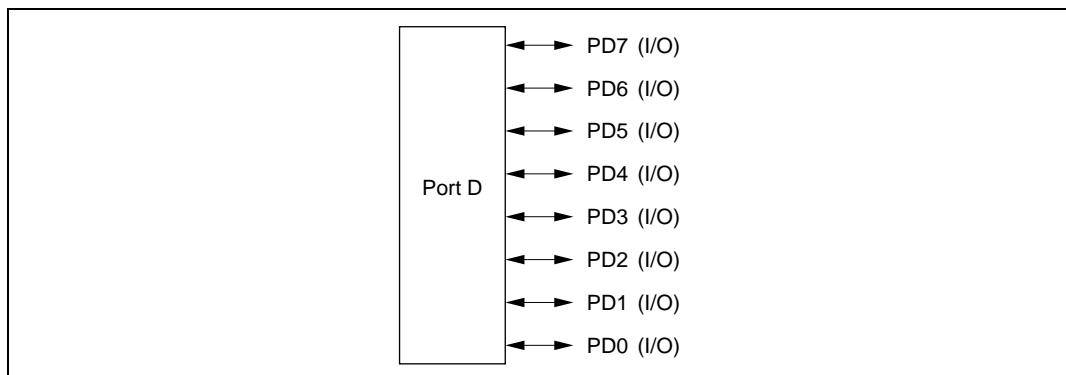 Port D
PD7 (I/O)
PD6 (I/O)
PD5 (I/O)
PD4 (I/O)
PD3 (I/O)
PD2 (I/O)
PD1 (I/O)
PD0 (I/O)